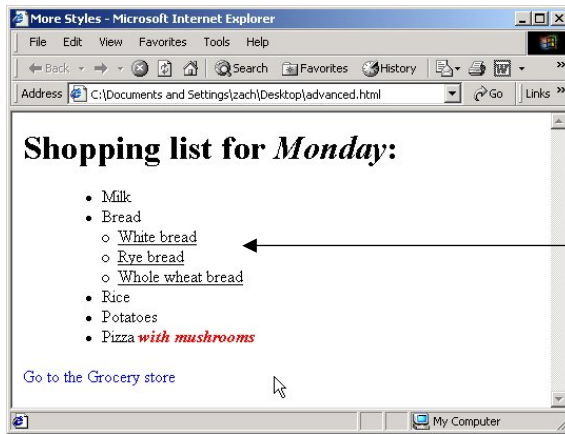 More Styles - Microsoft Internet Explorer
File Edit View Favorites Tools Help
Back Search Favorites History
Address C:\Documents and Settings\zach\Desktop\advanced.html Go Links »
Shopping list for Monday:
• Milk
• Bread
o White bread
o Rye bread
o Whole wheat bread
• Rice
• Potatoes
• Pizza with mushrooms
Go to the Grocery store
My Computer